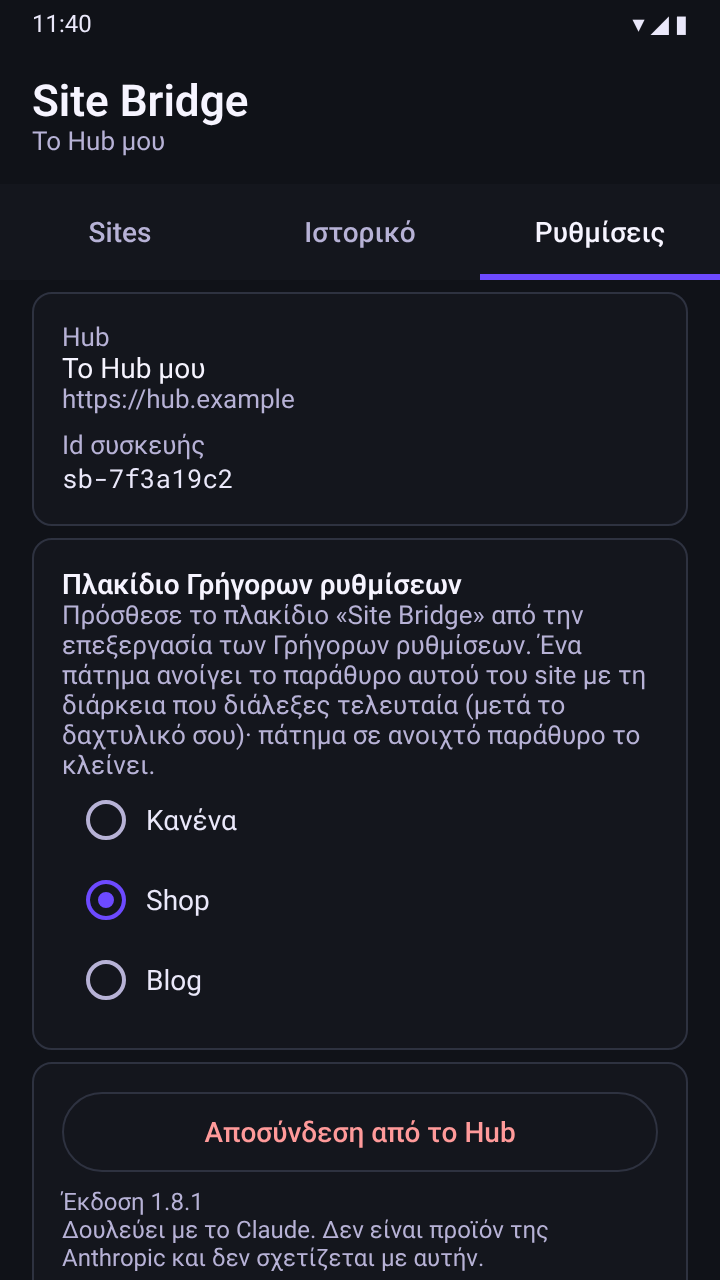 11:40
Site Bridge
Το Hub μου
Sites
Ιστορικό
Ρυθμίσεις
Hub
Το Hub μου
https://hub.example
Id συσκευής
sb-7f3a19c2
Πλακίδιο Γρήγορων ρυθμίσεων
Πρόσθεσε το πλακίδιο «Site Bridge» από την
επεξεργασία των Γρήγορων ρυθμίσεων. Ένα
πάτημα ανοίγει το παράθυρο αυτού του site με τη
διάρκεια που διάλεξες τελευταία (μετά το
δαχτυλικό σου)· πάτημα σε ανοιχτό παράθυρο το
κλείνει.
Κανένα
Shop
Blog
Αποσύνδεση από το Hub
Έκδοση 1.8.1
Δουλεύει με το Claude. Δεν είναι προϊόν της
Anthropic και δεν σχετίζεται με αυτήν.